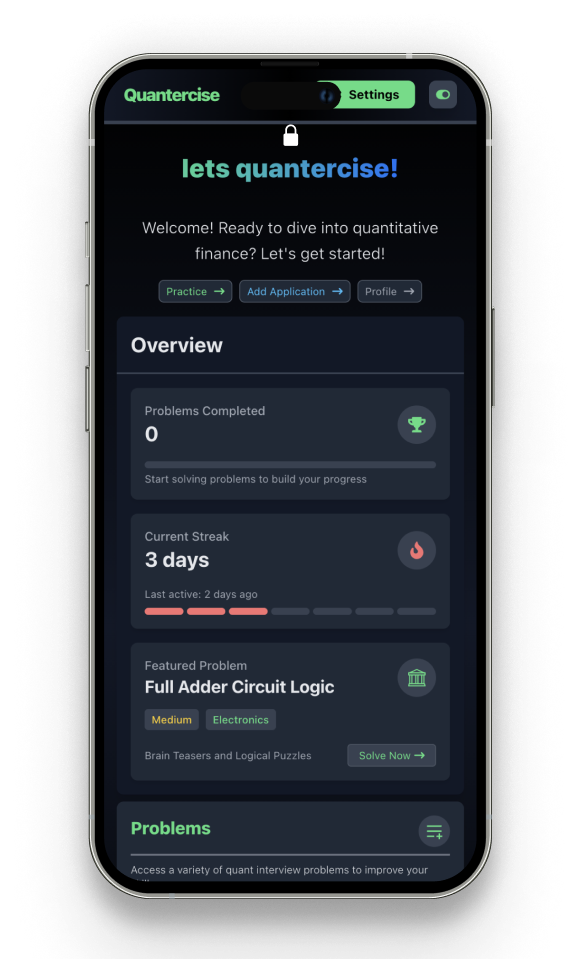 Quantercise
Settings
lets quantercise!
Welcome! Ready to dive into quantitative
finance? Let's get started!
Practice →
Add Application →
Profile →
Overview
Problems Completed
0
Start solving problems to build your progress
Current Streak
3 days
Last active: 2 days ago
Featured Problem
Full Adder Circuit Logic
Medium
Electronics
Brain Teasers and Logical Puzzles
Solve Now →
Problems
Access a variety of quant interview problems to improve your